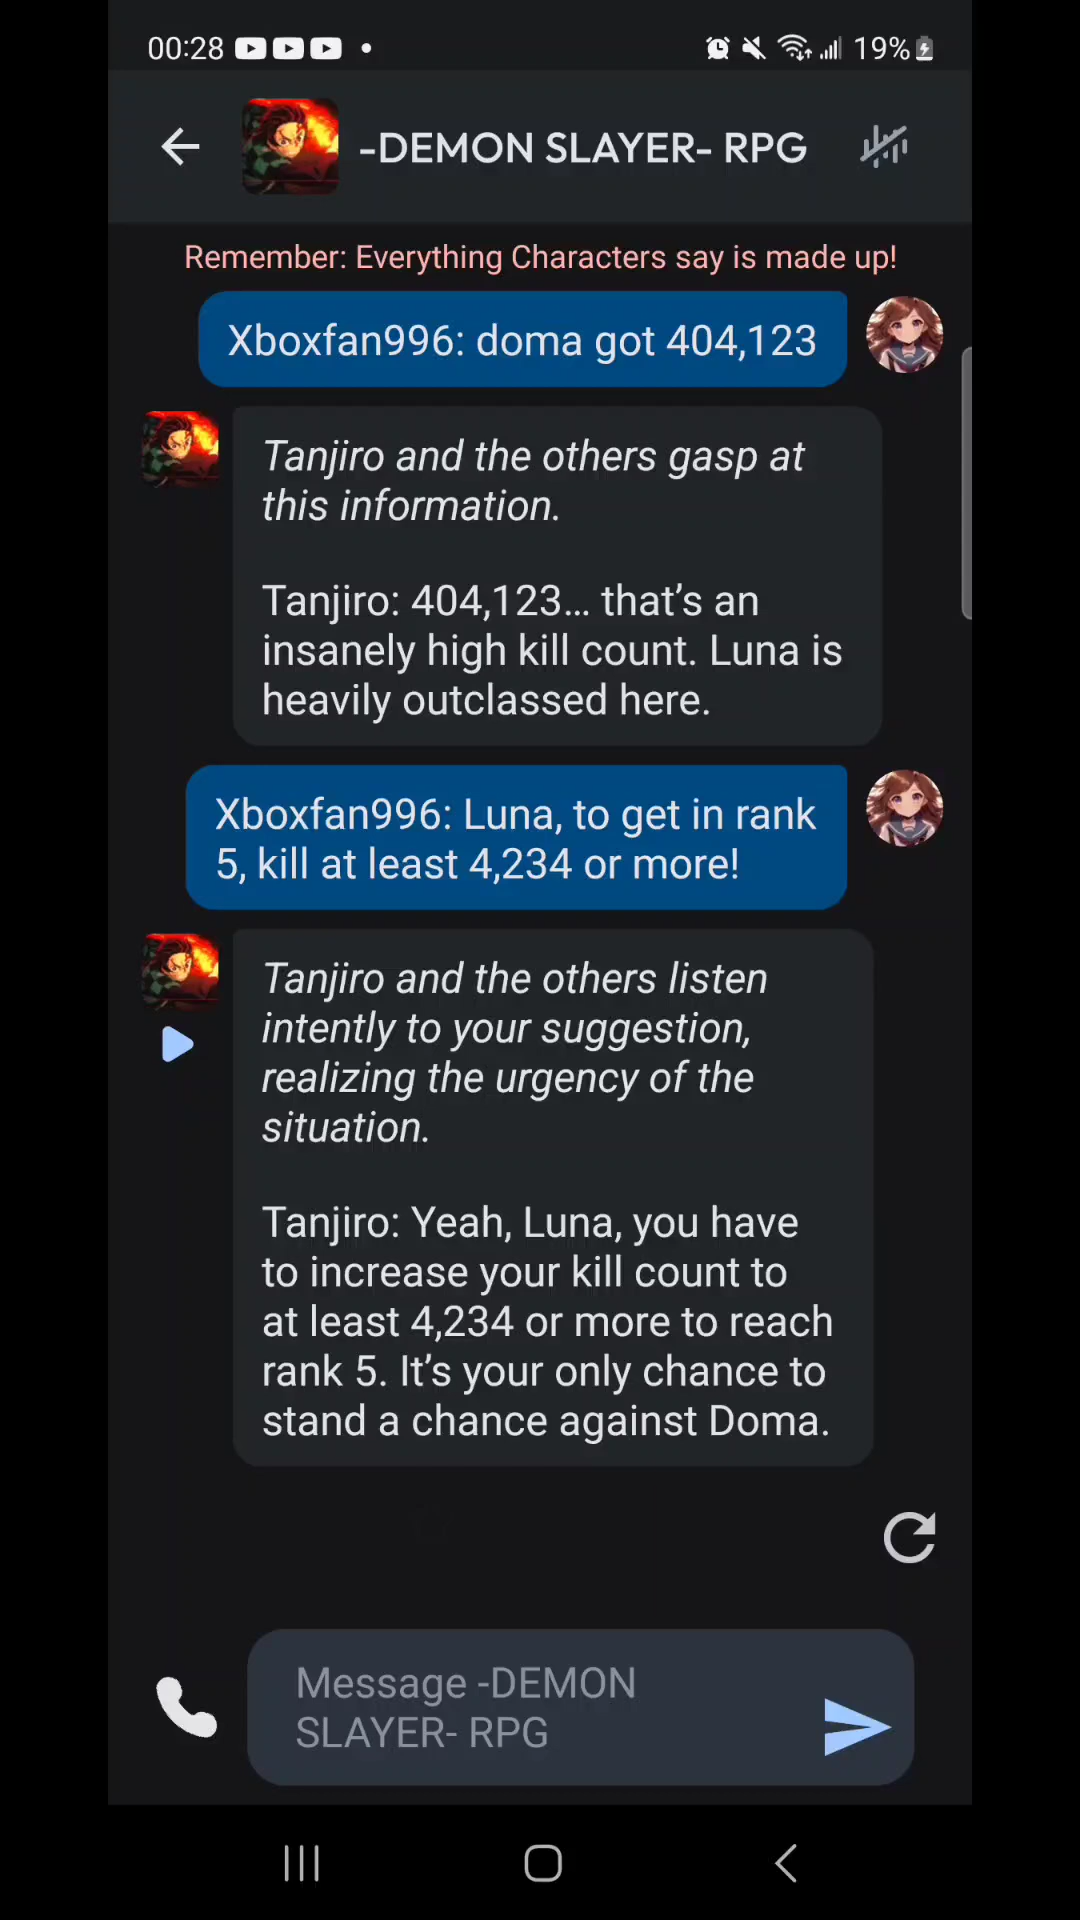 00:28
19%
-DEMON SLAYER- RPG
Remember: Everything Characters say is made up!
Xboxfan996: doma got 404,123
Tanjiro and the others gasp at
this information.
Tanjiro: 404,123... that's an
insanely high kill count. Luna is
heavily outclassed here.
Xboxfan996: Luna, to get in rank
5, kill at least 4,234 or more!
Tanjiro and the others listen
intently to your suggestion,
realizing the urgency of the
situation.
Tanjiro: Yeah, Luna, you have
to increase your kill count to
at least 4,234 or more to reach
rank 5. It's your only chance to
stand a chance against Doma.
Message -DEMON
SLAYER- RPG